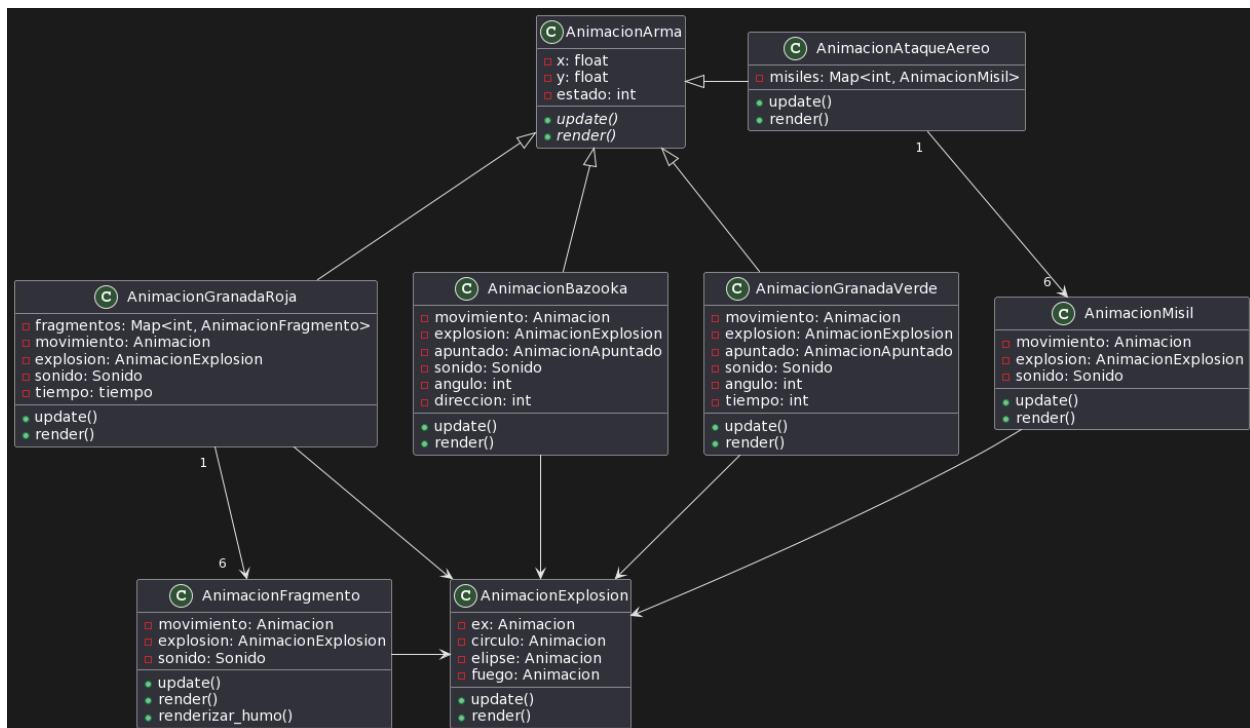 C AnimacionArma
x: float
y: float
estado: int
update()
render()
C AnimacionAtaqueAereo
misiles: Map<int, AnimacionMisil>
update()
render()
1
6
C AnimacionGranadaRoja
fragmentos: Map<int, AnimacionFragmento>
movimiento: Animacion
explosion: AnimacionExplosion
sonido: Sonido
tiempo: tiempo
update()
render()
C AnimacionBazooka
movimiento: Animacion
explosion: AnimacionExplosion
apuntado: AnimacionApuntado
sonido: Sonido
angulo: int
direccion: int
update()
render()
C AnimacionGranadaVerde
movimiento: Animacion
explosion: AnimacionExplosion
apuntado: AnimacionApuntado
sonido: Sonido
angulo: int
tiempo: int
update()
render()
C AnimacionMisil
movimiento: Animacion
explosion: AnimacionExplosion
sonido: Sonido
update()
render()
1
6
C AnimacionFragmento
movimiento: Animacion
explosion: AnimacionExplosion
sonido: Sonido
update()
render()
renderizar_humo()
C AnimacionExplosion
ex: Animacion
circulo: Animacion
elipse: Animacion
fuego: Animacion
update()
render()